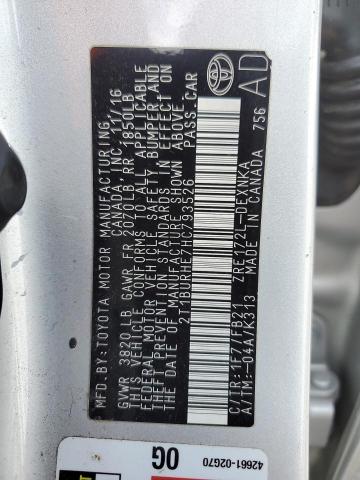 MFD. BY: TOYOTA MOTOR MANUFACTURING,
CANADA, INC. 11/16
GVWR 3820 LB GAWR FR 2070 LB, RR 1850LB
THIS VEHICLE CONFORMS TO ALL APPLICABLE
FEDERAL MOTOR VEHICLE SAFETY, BUMPER AND
THEFT PREVENTION STANDARDS IN EFFECT ON
THE DATE OF MANUFACTURE SHOWN ABOVE.
2T1BURHE7HC793526 PASS.CAR
C/TR:1F7/FB21 ZRE172L-DEXNKA
A/TM:-04A/K313 MADE IN CANADA 756
AD
42661-02G70
0G